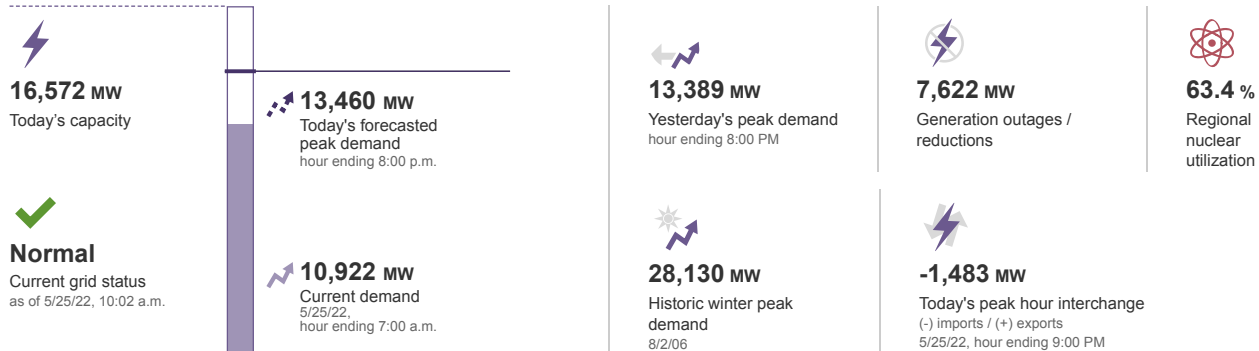 16,572 MW
Today's capacity
Normal
Current grid status
as of 5/25/22, 10:02 a.m.
13,460 MW
Today's forecasted
peak demand
hour ending 8:00 p.m.
10,922 MW
Current demand
5/25/22,
hour ending 7:00 a.m.
13,389 MW
Yesterday's peak demand
hour ending 8:00 PM
7,622 MW
Generation outages /
reductions
63.4 %
Regional
nuclear
utilization
28,130 MW
Historic winter peak
demand
8/2/06
-1,483 MW
Today's peak hour interchange
(-) imports / (+) exports
5/25/22, hour ending 9:00 PM